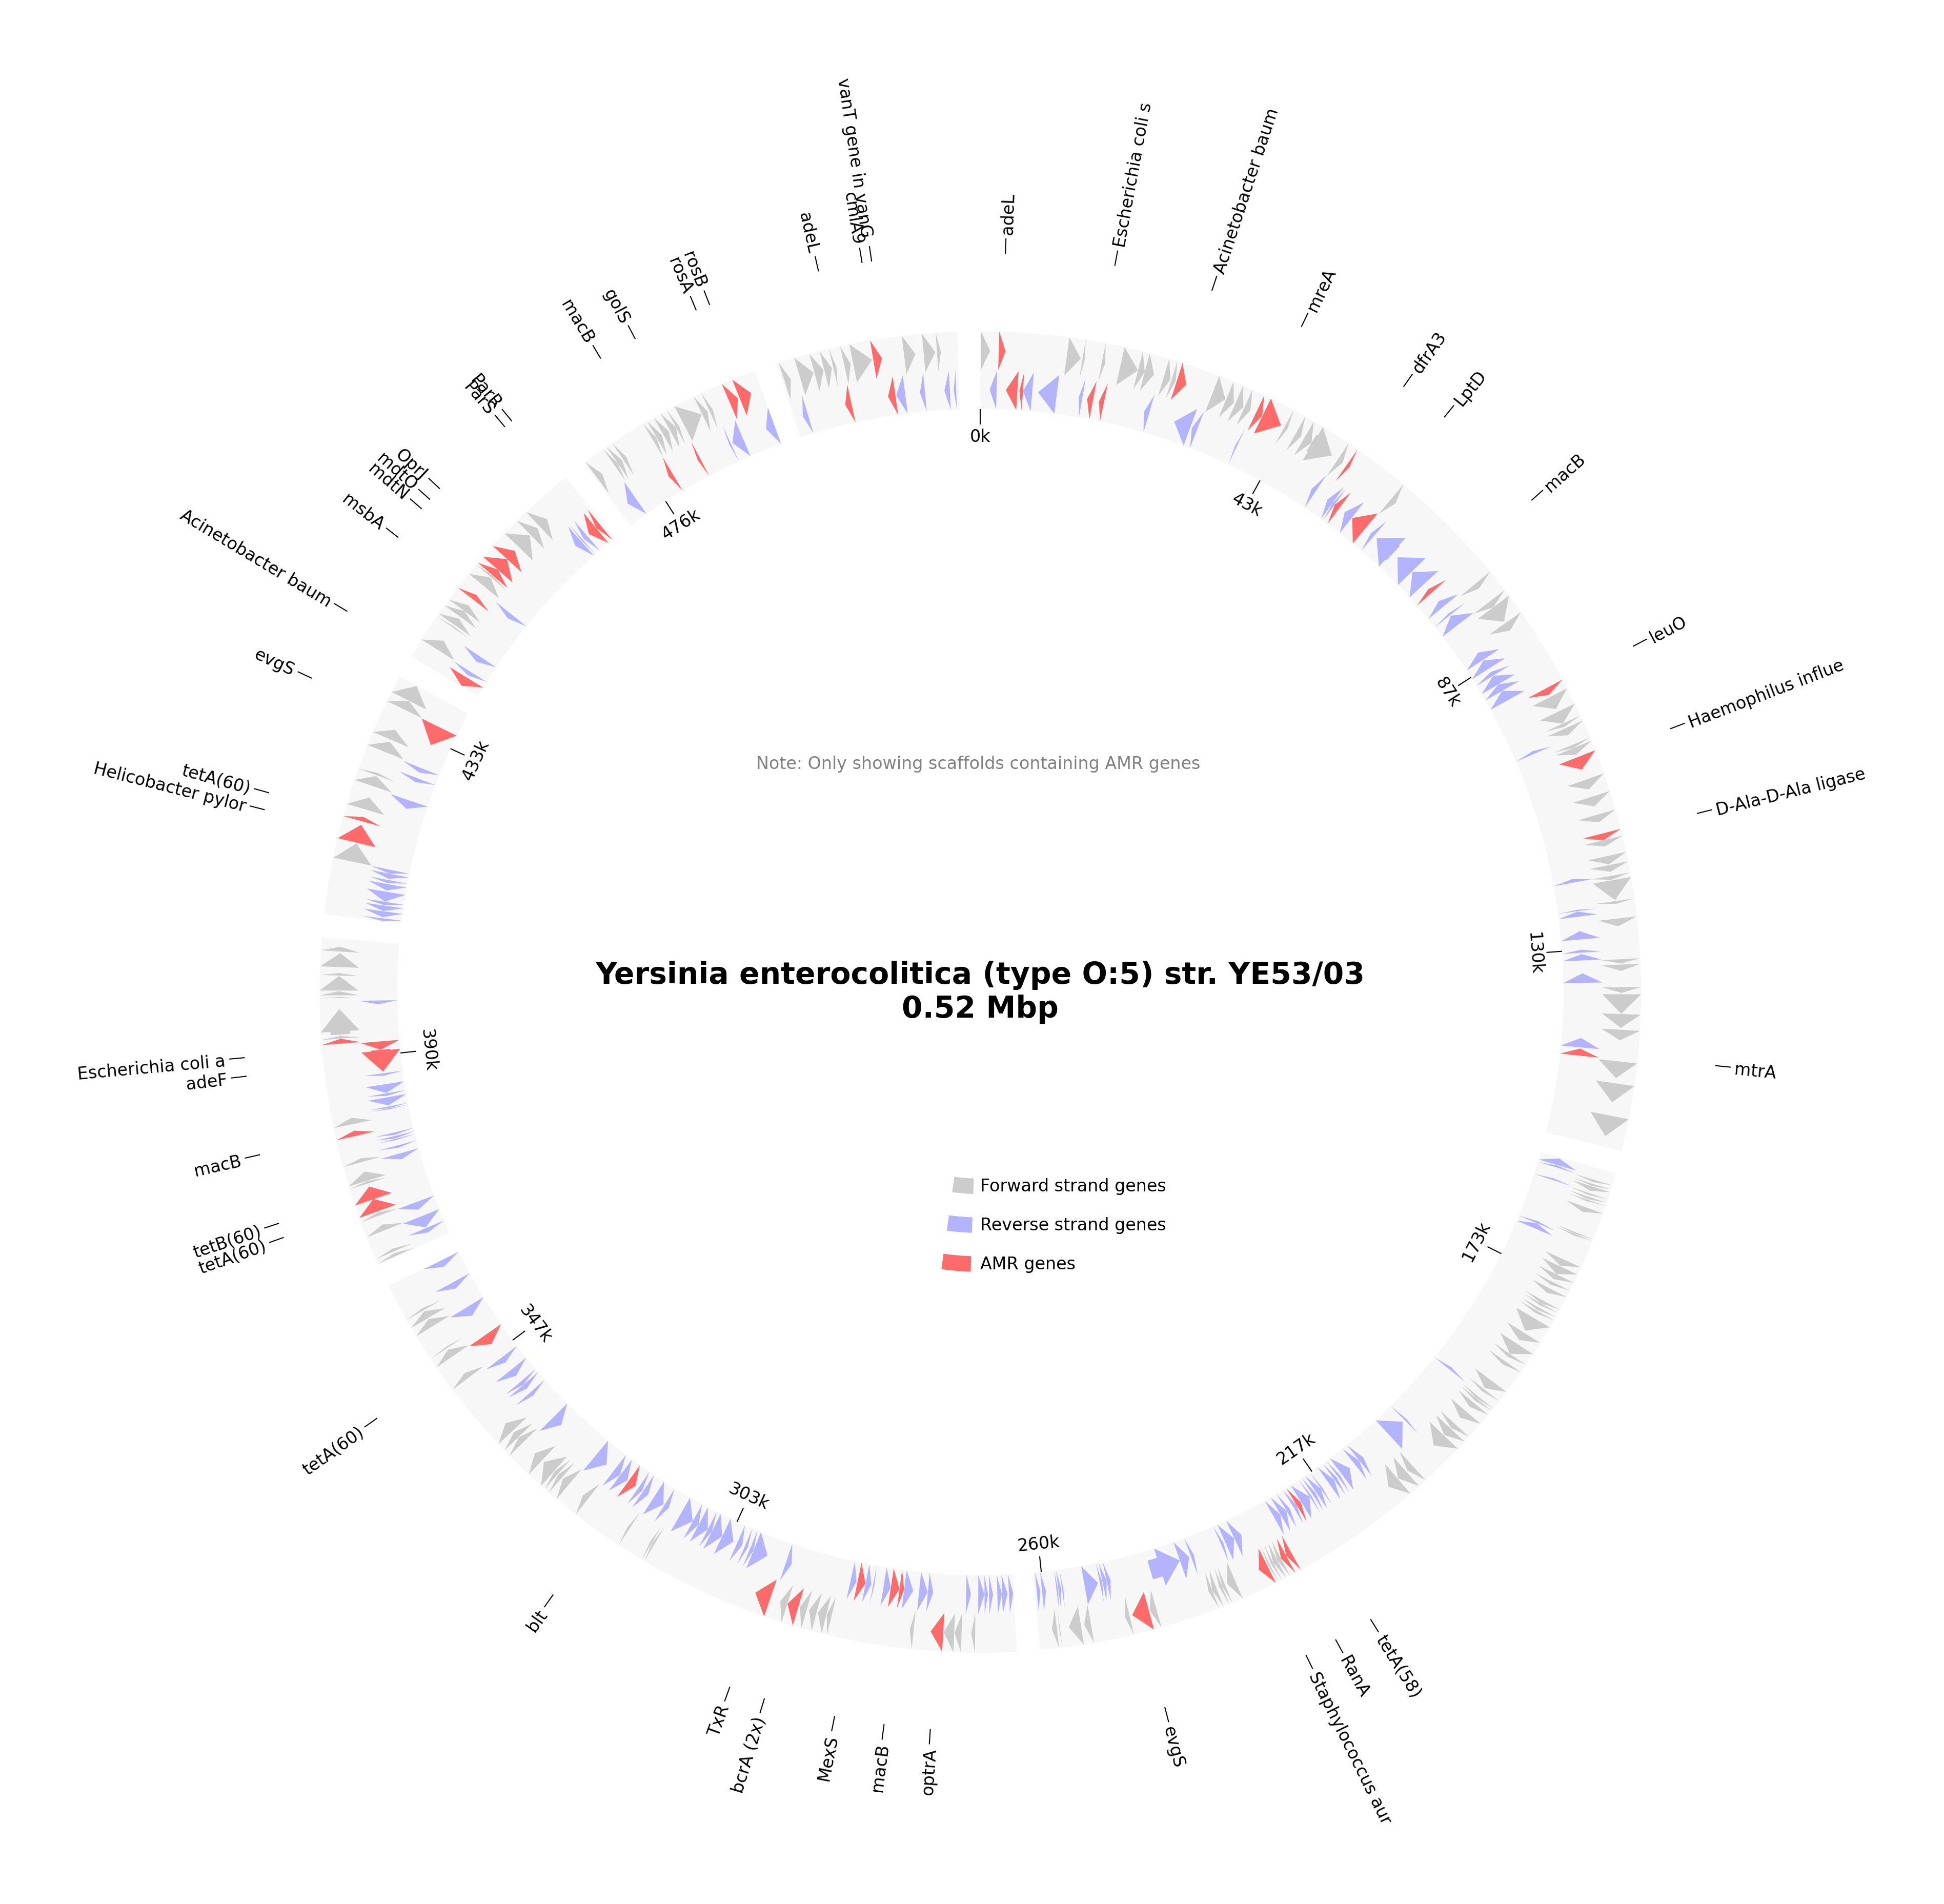 adeL
Escherichia coli s
Acinetobacter baum
mreA
dfrA3
LptD
macB
leuO
Haemophilus influe
D-Ala-D-Ala ligase
mtrA
tetA(58)
RanA
Staphylococcus aur
evgS
optrA
macB
MexS
bcrA (2x)
TxR
blt
tetA(60)
tetA(60)
tetB(60)
macB
adeF
Escherichia coli a
Helicobacter pylor
tetA(60)
evgS
Acinetobacter baum
msbA
mdtN
mdtO
OprJ
ParS
ParR
macB
golS
rosA
rosB
adeL
cmlA9
vanT gene in vanG
0k
43k
87k
130k
173k
217k
260k
303k
347k
390k
433k
476k
Note: Only showing scaffolds containing AMR genes
Yersinia enterocolitica (type O:5) str. YE53/03
0.52 Mbp
Forward strand genes
Reverse strand genes
AMR genes